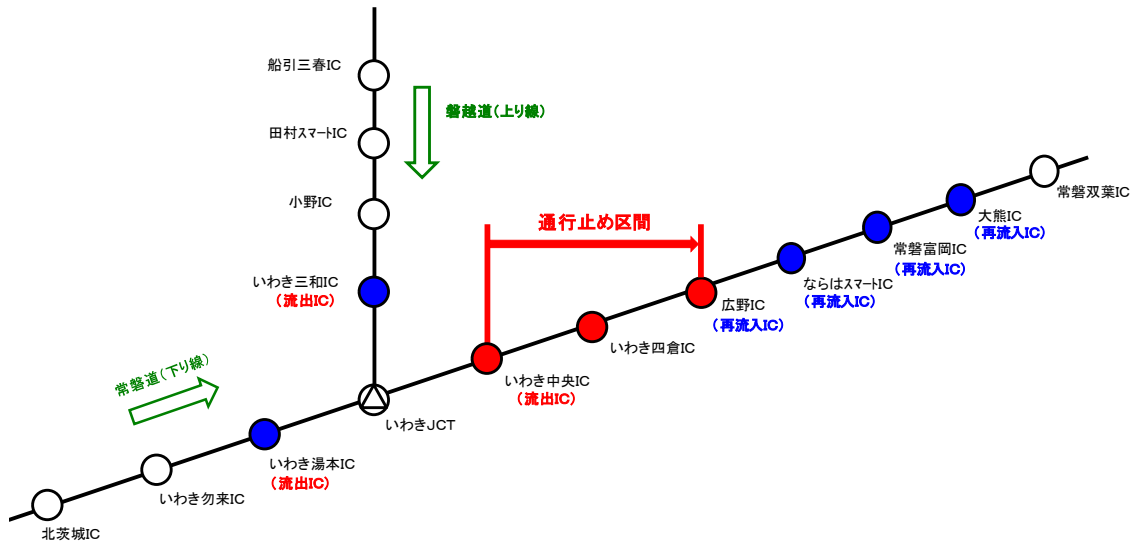 船引三春IC
磐越道(上り線)
田村スマートIC
小野IC
通行止め区間
常磐双葉IC
大熊IC
(再流入IC)
常磐富岡IC
(再流入IC)
いわき三和IC
(流出IC)
ならはスマートIC
(再流入IC)
広野IC
(再流入IC)
いわき四倉IC
常磐道(下り線)
いわき中央IC
(流出IC)
いわきJCT
いわき湯本IC
(流出IC)
いわき勿来IC
北茨城IC